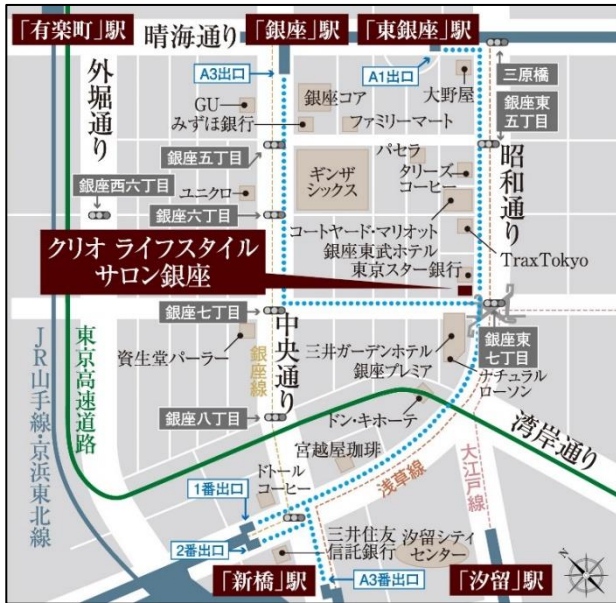 「有楽町」駅
晴海通り
「銀座」駅
「東銀座」駅
A3出口
A1出口
外堀通り
GU
みずほ銀行
銀座コア
ファミリーマート
大野屋
三原橋
銀座東
五丁目
昭和通り
銀座五丁目
銀座西六丁目
ユニクロ
銀座六丁目
ギンザ
シックス
パセラ
タリーズ
コーヒー
コートヤード・マリオット
銀座東武ホテル
東京スター銀行
TraxTokyo
クリオ ライフスタイル
サロン銀座
銀座七丁目
資生堂パーラー
銀座線
中央通り
三井ガーデンホテル
銀座プレミア
ナチュラル
ローソン
銀座東
七丁目
東京高速道路
JR山手線・京浜東北線
銀座八丁目
ドン・キホーテ
湾岸通り
宮越屋珈琲
浅草線
大江戸線
ドトール
コーヒー
1番出口
2番出口
三井住友
信託銀行
汐留シティ
センター
「新橋」駅
A3番出口
「汐留」駅
N